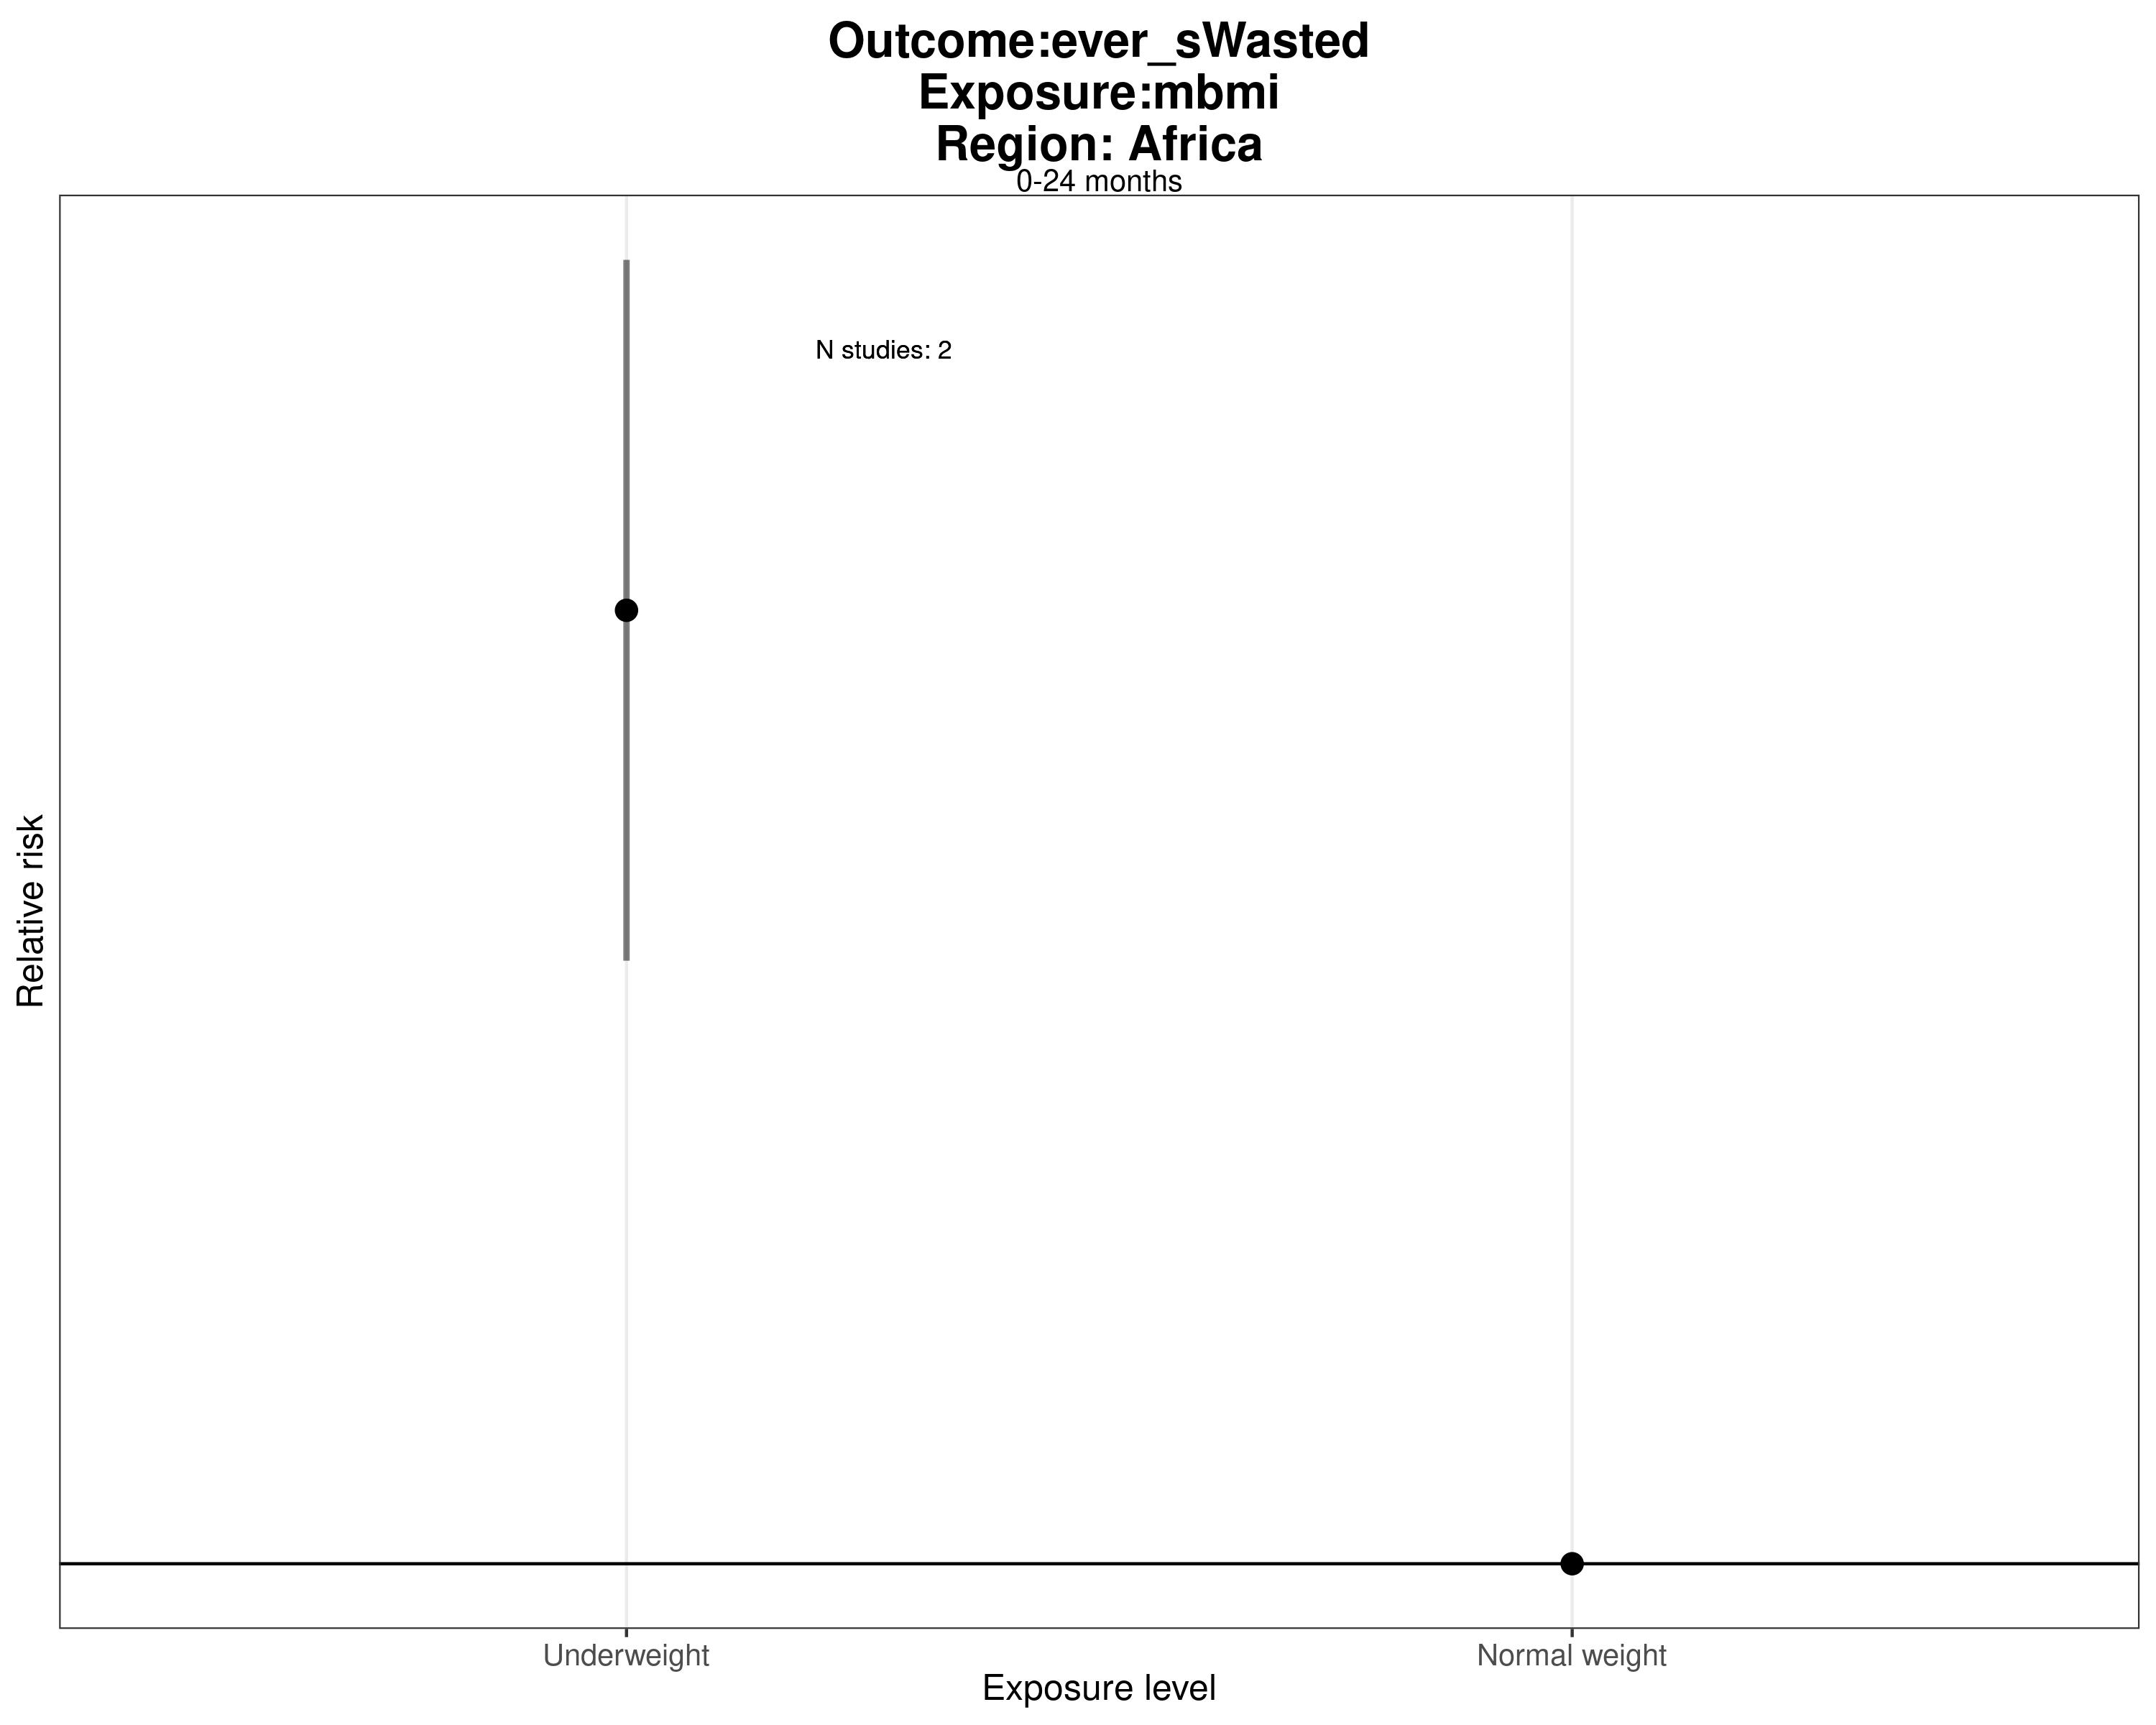 Outcome:ever_sWasted
Exposure:mbmi
Region: Africa
0-24 months
N studies: 2
Relative risk
Underweight
Normal weight
Exposure level